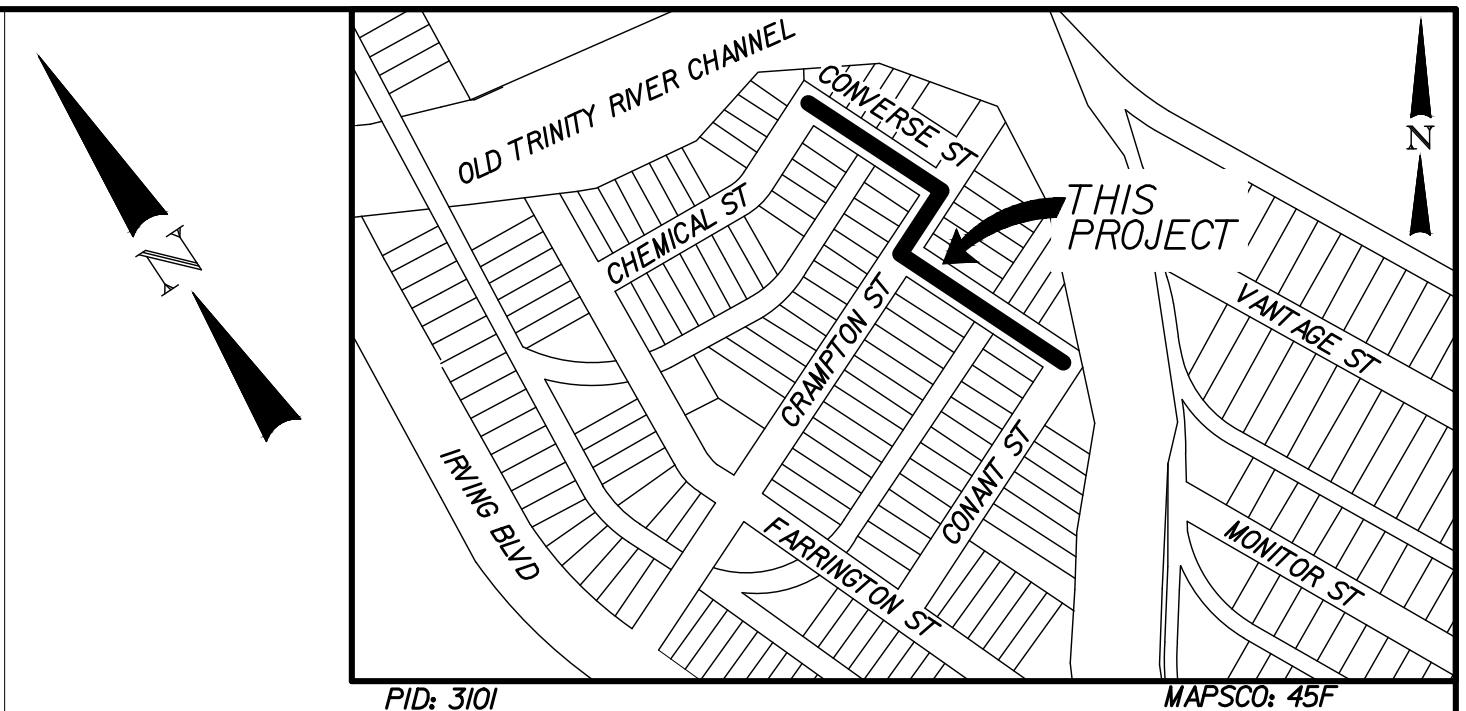 OLD TRINITY RIVER CHANNEL
CONVERSE ST
N
CHEMICAL ST
THIS
PROJECT
N
VANTAGE ST
CRAMPTON ST
IRVING BLVD
CONANT ST
FARRINGTON ST
MONITOR ST
PID: 3101
MAPSCO: 45F